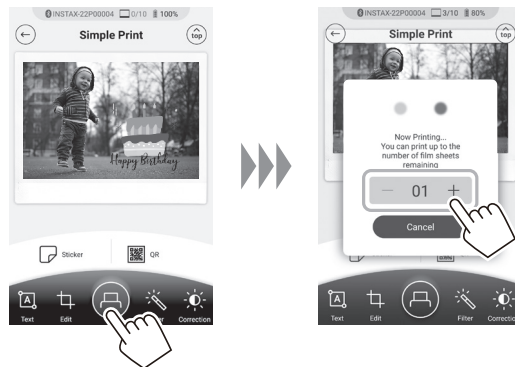 INSTAX-22P00004 0/10 100%
Simple Print
top
Happy Birthday
Sticker
QR
Text
Edit
Correction
INSTAX-22P00004 3/10 80%
Simple Print
top
Now Printing...
You can print up to the
number of film sheets
remaining
− 01 +
Cancel
Text
Edit
Filter
Correction